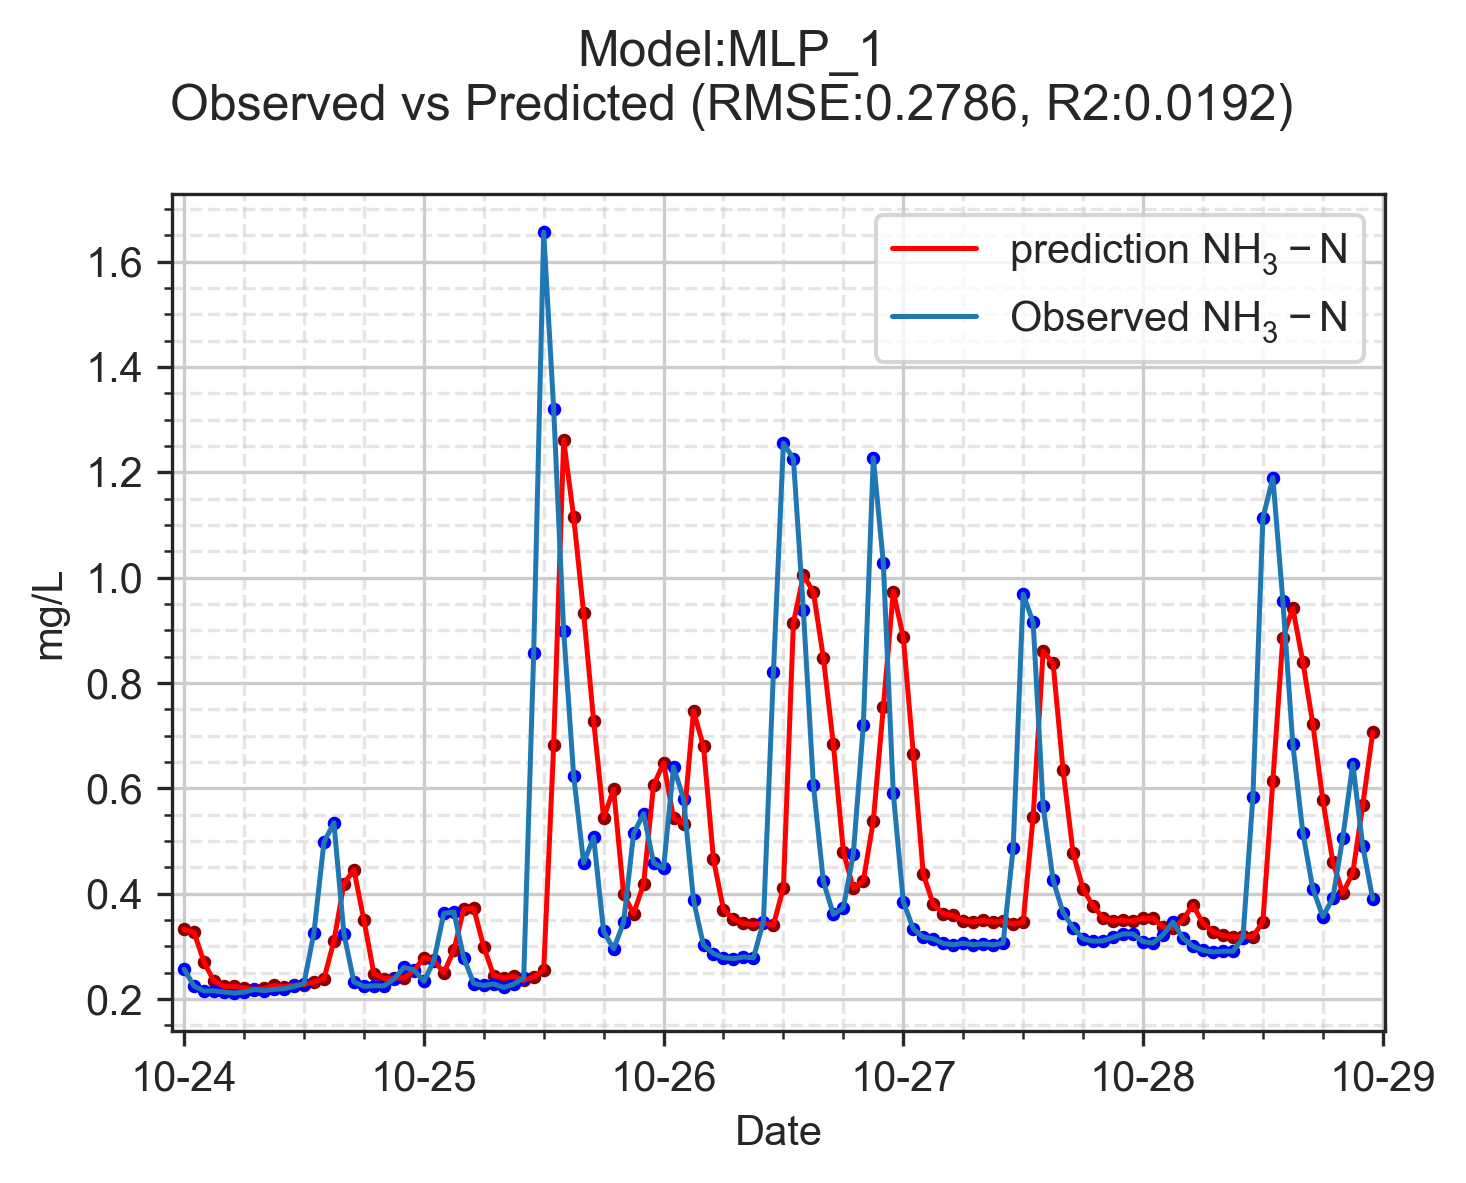 Model:MLP_1
Observed vs Predicted (RMSE:0.2786, R2:0.0192)
prediction NH₃ − N
Observed NH₃ − N
1.6
1.4
1.2
1.0
0.8
0.6
0.4
0.2
mg/L
10-24 10-25 10-26 10-27 10-28 10-29
Date